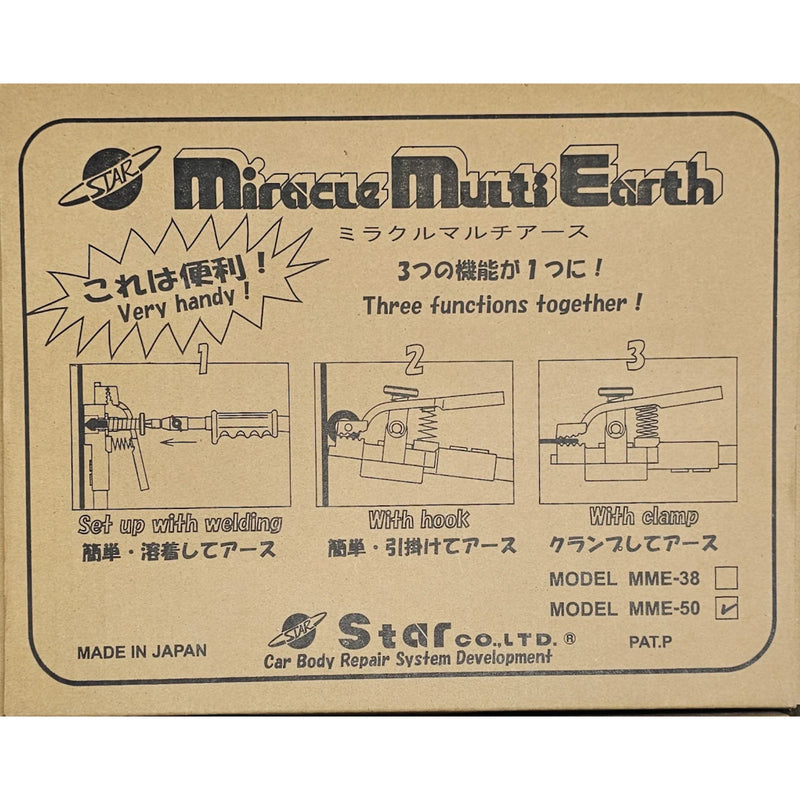 STAR
Miracle Multi Earth
ミラクルマルチアース
これは便利！
Very handy！
3つの機能が1つに！
Three functions together！
1
2
3
Set up with welding
With hook
With clamp
簡単・溶着してアース
簡単・引掛けてアース
クランプしてアース
MODEL MME-38 □
MODEL MME-50 ☑
MADE IN JAPAN
STAR
Star CO.,LTD. ®
PAT.P
Car Body Repair System Development